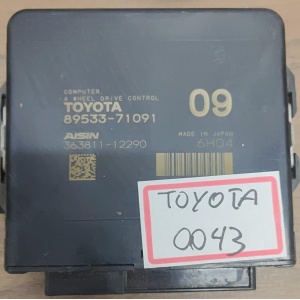 COMPUTER
4 WHEEL DRIVE CONTROL
TOYOTA
09
89533-71091
AISIN
MADE IN JAPAN
363811-12290
6H04
TOYOTA
0043